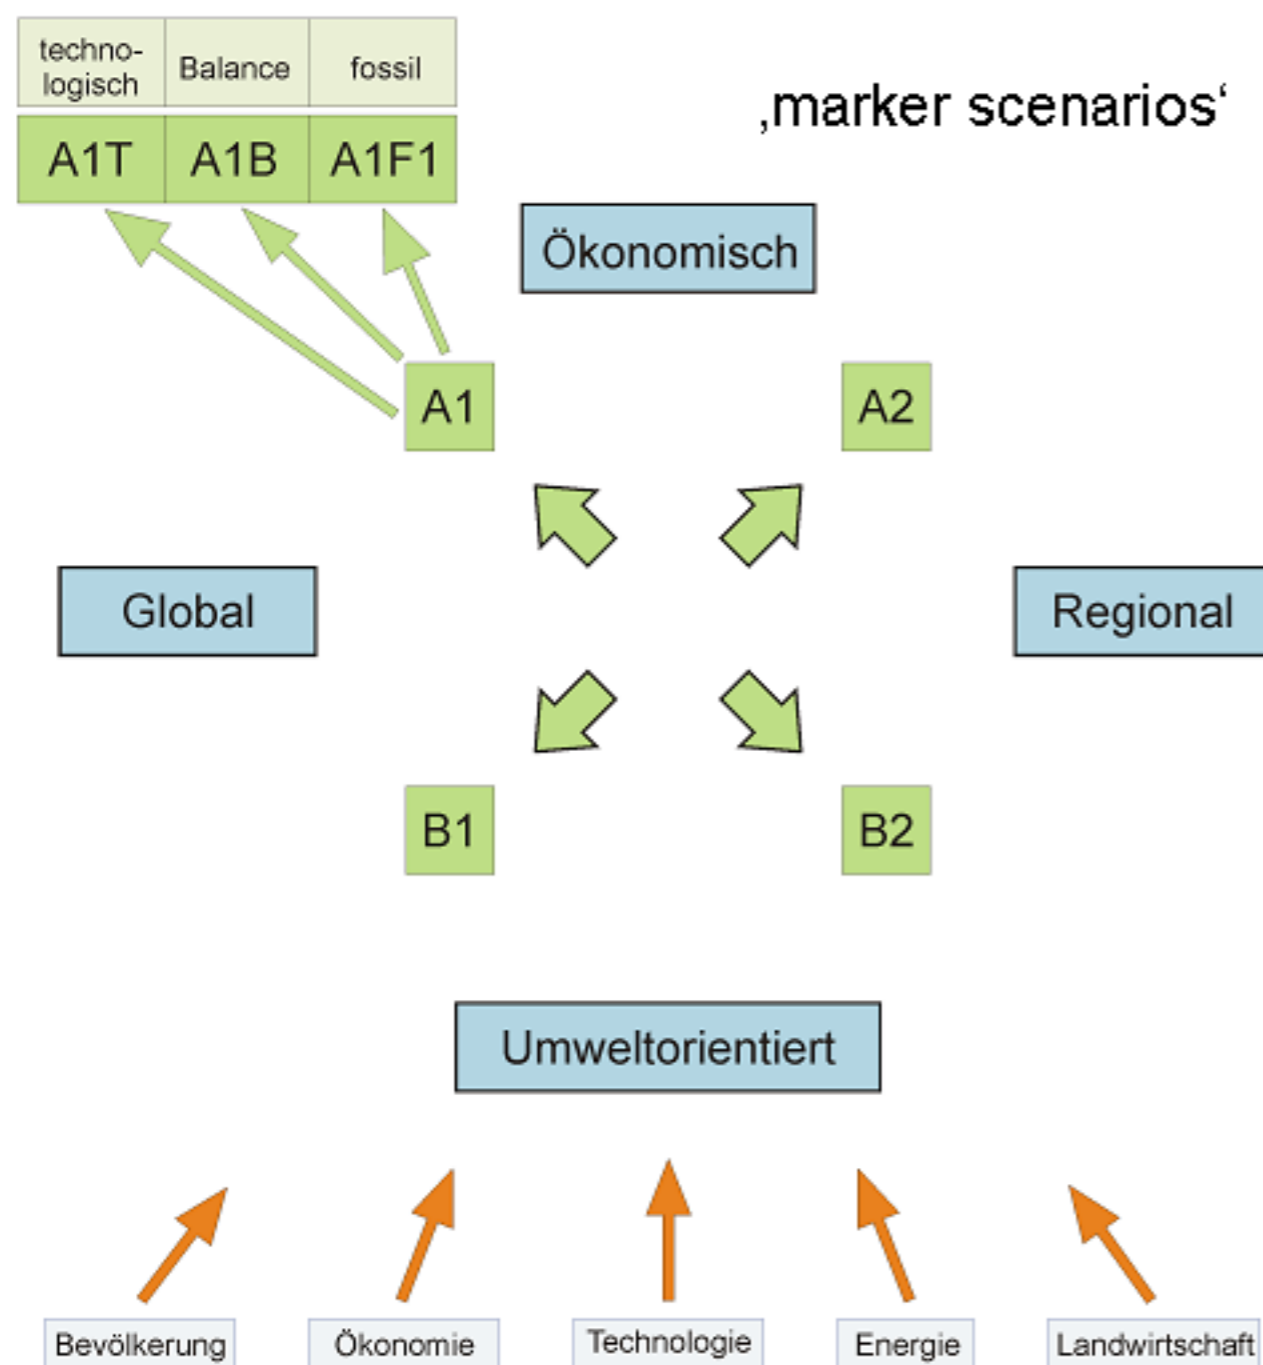 techno-
logisch
Balance
fossil
‚marker scenarios‘
A1T
A1B
A1F1
Ökonomisch
A1
A2
Global
Regional
B1
B2
Umweltorientiert
Bevölkerung
Ökonomie
Technologie
Energie
Landwirtschaft